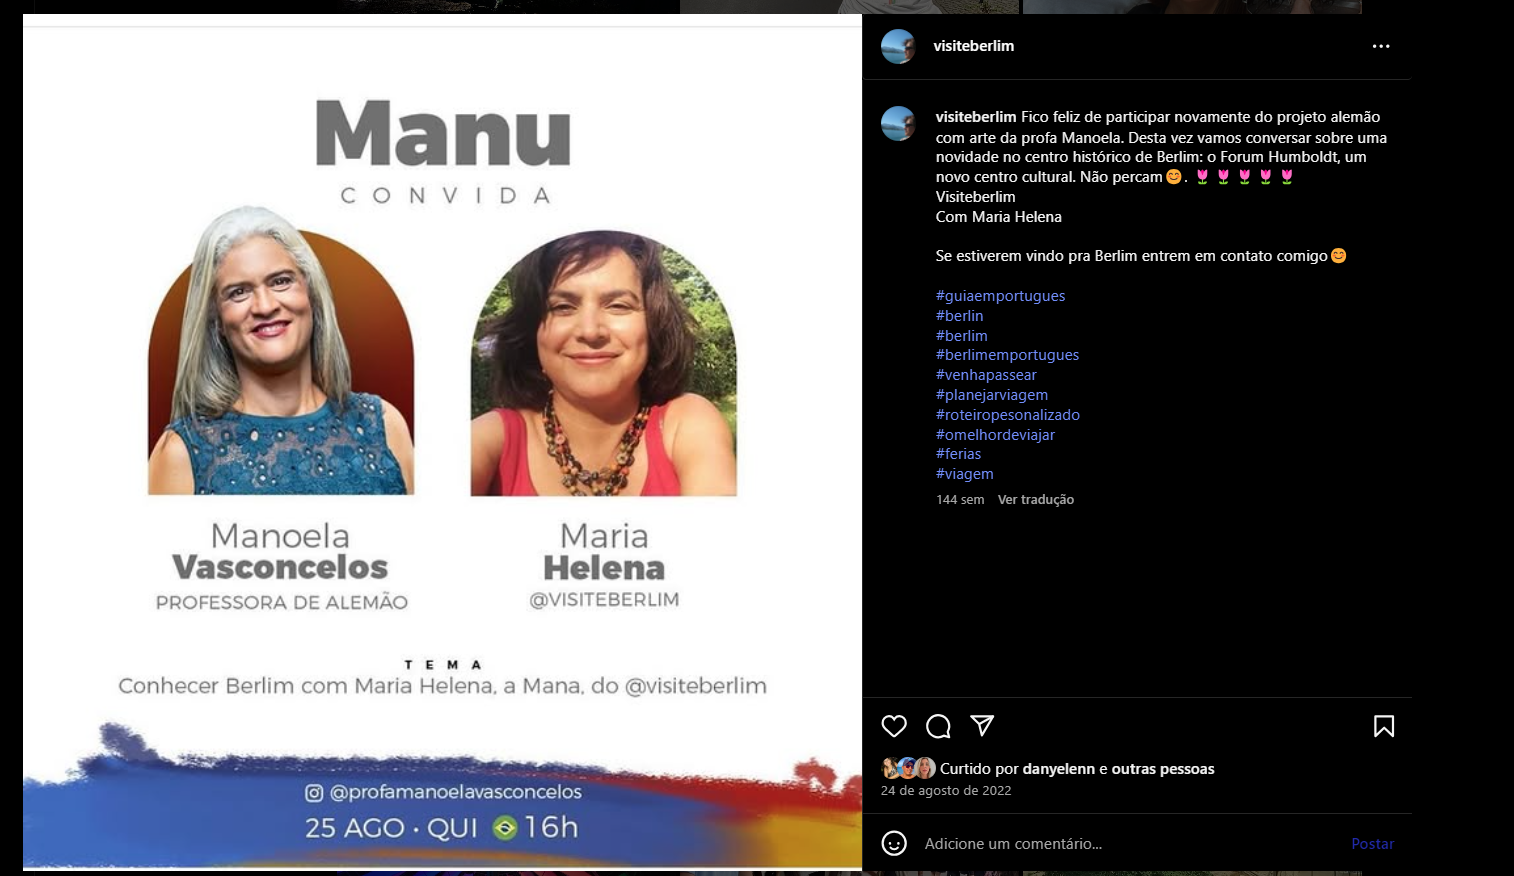 Manu
CONVIDA
Manoela
Vasconcelos
PROFESSORA DE ALEMÃO
Maria
Helena
@VISITEBERLIM
TEMA
Conhecer Berlim com Maria Helena, a Mana, do @visiteberlim
@profamanoelavasconcelos
25 AGO · QUI 16h
visiteberlim
visiteberlim Fico feliz de participar novamente do projeto alemão
com arte da profa Manoela. Desta vez vamos conversar sobre uma
novidade no centro histórico de Berlim: o Forum Humboldt, um
novo centro cultural. Não percam😊. 🌷🌷🌷🌷🌷
Visiteberlim
Com Maria Helena
Se estiverem vindo pra Berlim entrem em contato comigo😊
#guiaemportugues
#berlin
#berlim
#berlimemportugues
#venhapassear
#planejarviagem
#roteiropesonalizado
#omelhordeviajar
#ferias
#viagem
144 sem Ver tradução
Curtido por danyelenn e outras pessoas
24 de agosto de 2022
Adicione um comentário...
Postar